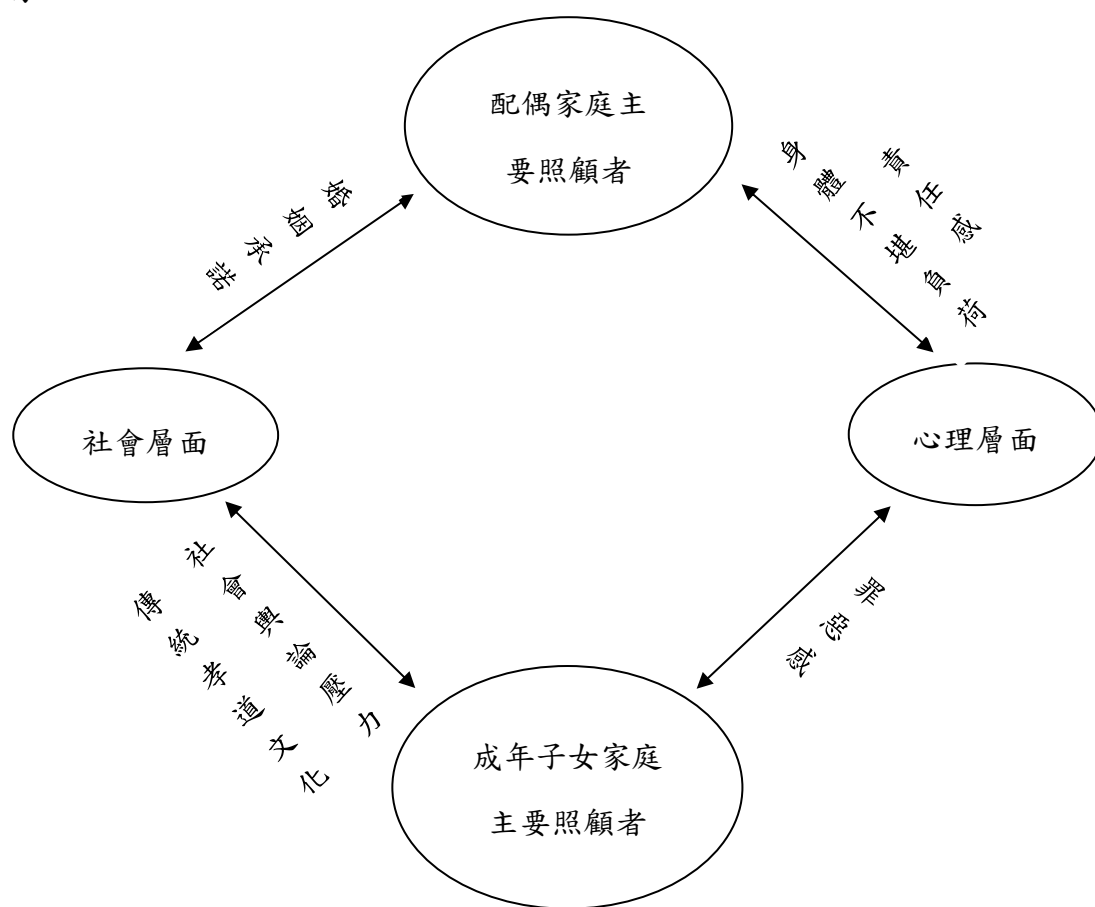 配偶家庭主
要照顧者
婚姻承諾
責任感
身體不堪負荷
社會層面
心理層面
社會輿論壓力
傳統孝道文化
罪惡感
成年子女家庭
主要照顧者